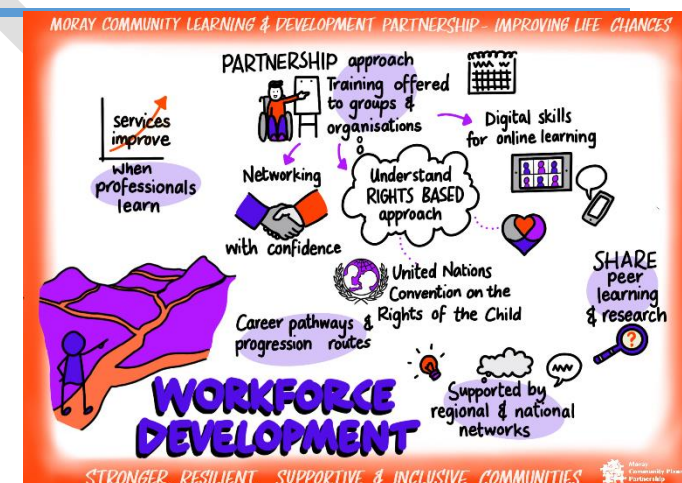 MORAY COMMUNITY LEARNING & DEVELOPMENT PARTNERSHIP - IMPROVING LIFE CHANCES
PARTNERSHIP approach
Training offered
to groups &
organisations
services
improve
when
professionals
learn
Digital skills
for online learning
Networking
with confidence
Understand
RIGHTS BASED
approach
United Nations
Convention on the
Rights of the Child
SHARE
peer
learning
& research
?
Career pathways &
progression routes
Supported by
regional & national
networks
WORKFORCE
DEVELOPMENT
STRONGER RESILIENT SUPPORTIVE & INCLUSIVE COMMUNITIES
Moray
Community
Partnership